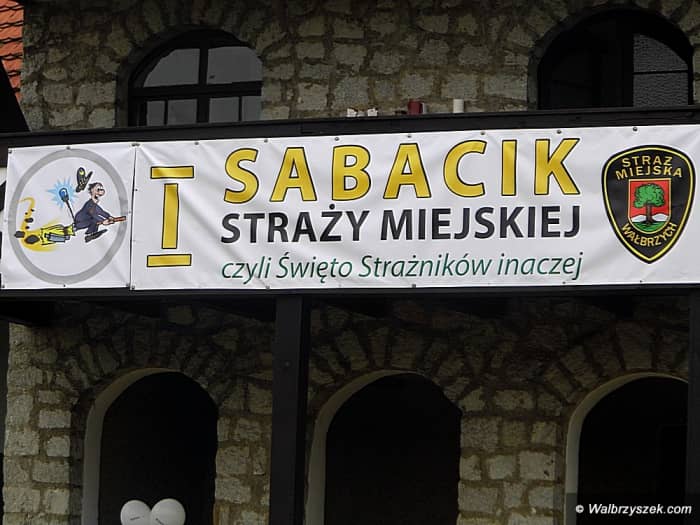 I SABACIK
STRAŻY MIEJSKIEJ
czyli Święto Strażników inaczej
STRAŻ
MIEJSKA
WAŁBRZYCH
© Walbrzyszek.com